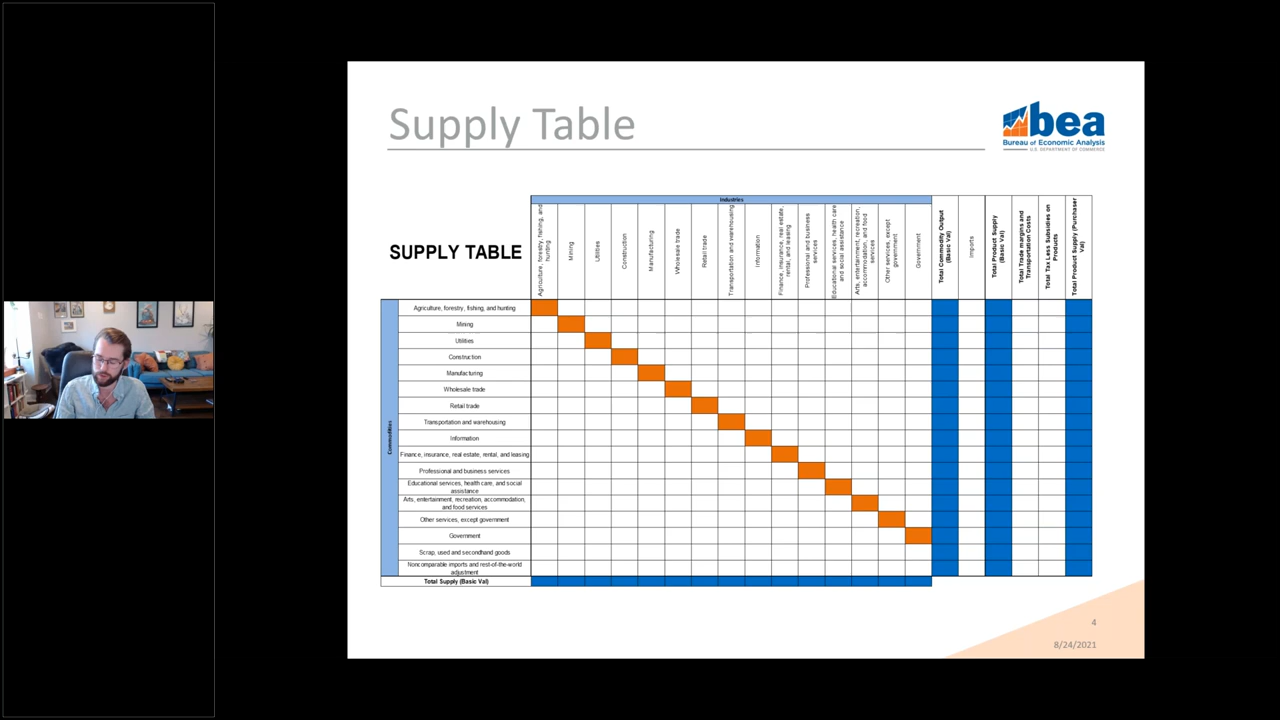 Supply Table
bea
Bureau of Economic Analysis
U.S. DEPARTMENT OF COMMERCE
SUPPLY TABLE
Industries
Agriculture, forestry, fishing, and
hunting
Mining
Utilities
Construction
Manufacturing
Wholesale trade
Retail trade
Transportation and warehousing
Information
Finance, insurance, real estate,
rental, and leasing
Professional and business
services
Educational services, health care
and social assistance
Arts, entertainment, recreation,
accommodation, and food
services
Other services, except
government
Government
Total Commodity Output
(Basic Val)
Imports
Total Product Supply
(Basic Val)
Total Trade margins and
Transportation Costs
Total Tax Less Subsidies on
Products
Total Product Supply (Purchaser
Val)
Commodities
Agriculture, forestry, fishing, and hunting
Mining
Utilities
Construction
Manufacturing
Wholesale trade
Retail trade
Transportation and warehousing
Information
Finance, insurance, real estate, rental, and leasing
Professional and business services
Educational services, health care, and social
assistance
Arts, entertainment, recreation, accommodation,
and food services
Other services, except government
Government
Scrap, used and secondhand goods
Noncomparable imports and rest-of-the-world
adjustment
Total Supply (Basic Val)
4
8/24/2021